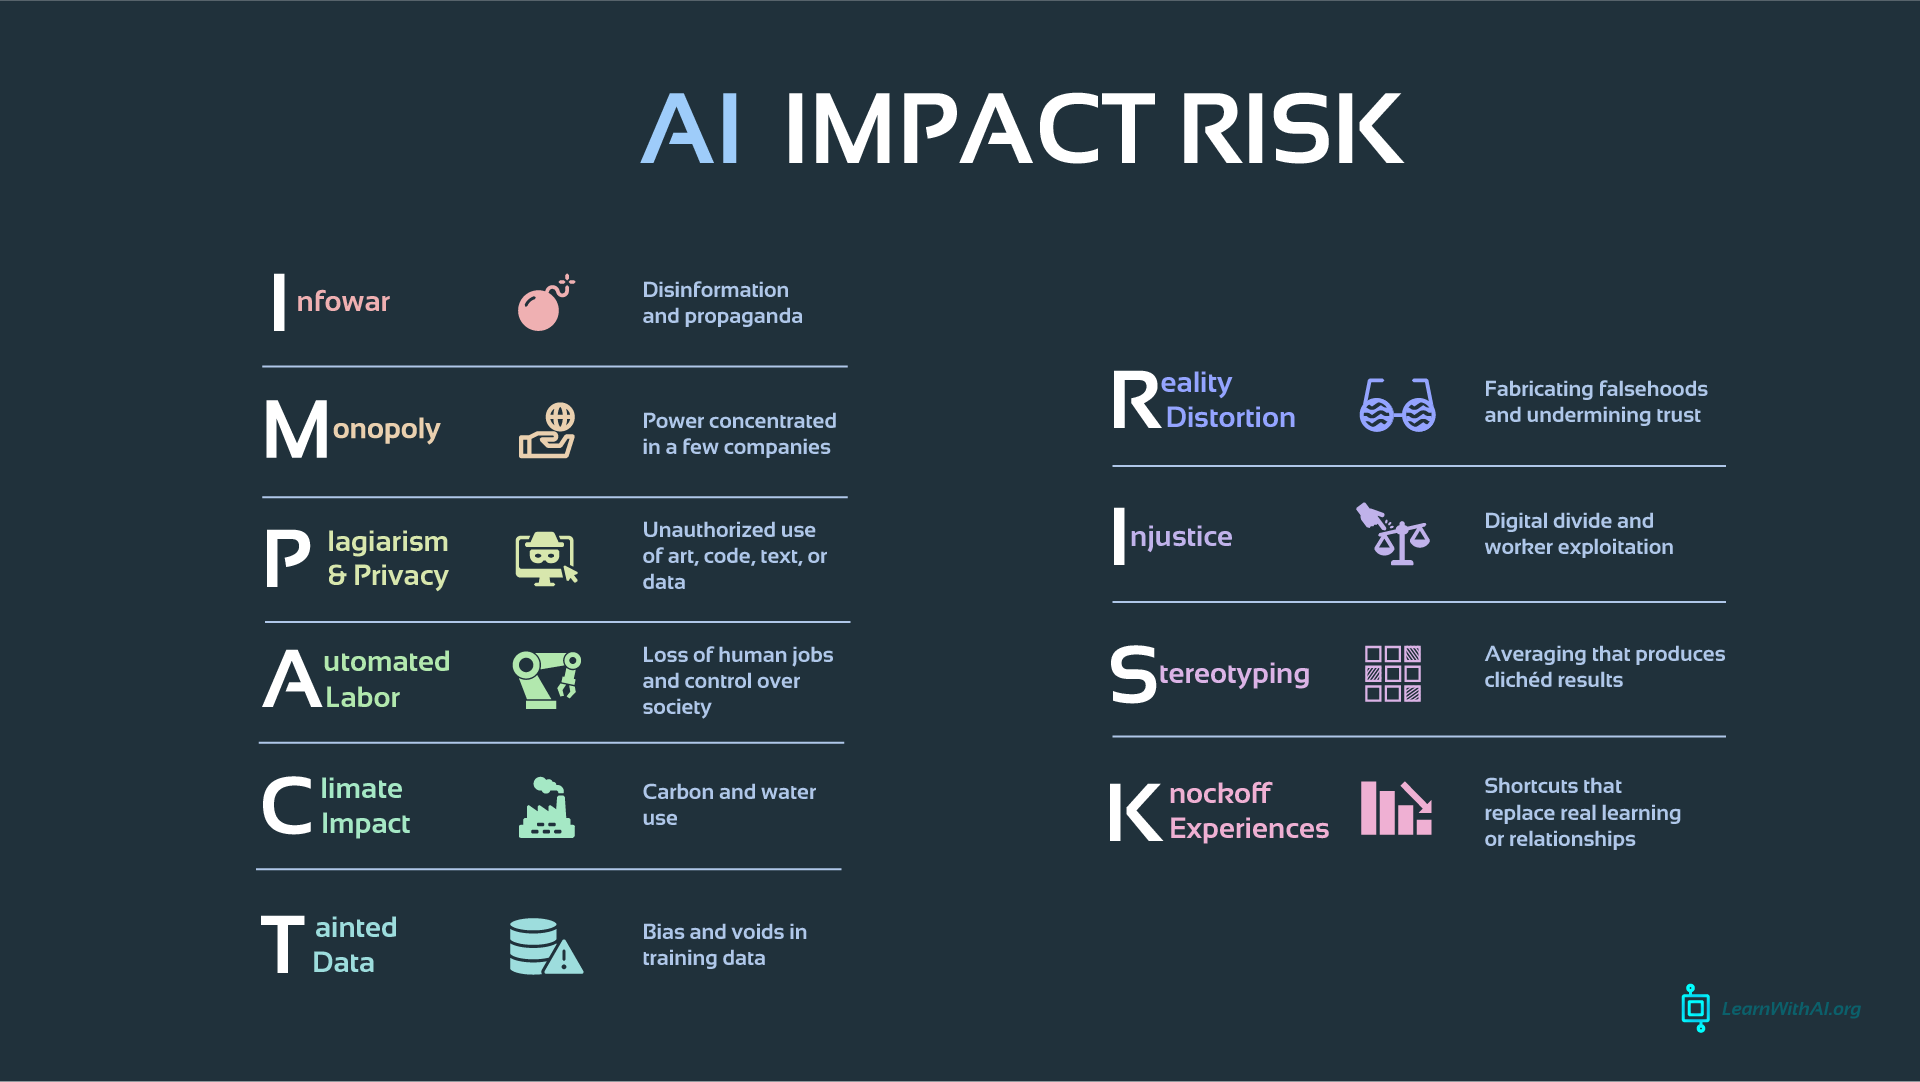 AI IMPACT RISK
Infowar
Disinformation
and propaganda
Monopoly
Power concentrated
in a few companies
Plagiarism
& Privacy
Unauthorized use
of art, code, text, or
data
Automated
Labor
Loss of human jobs
and control over
society
Climate
Impact
Carbon and water
use
Tainted
Data
Bias and voids in
training data
Reality
Distortion
Fabricating falsehoods
and undermining trust
Injustice
Digital divide and
worker exploitation
Stereotyping
Averaging that produces
clichéd results
Knockoff
Experiences
Shortcuts that
replace real learning
or relationships
LearnWithAI.org